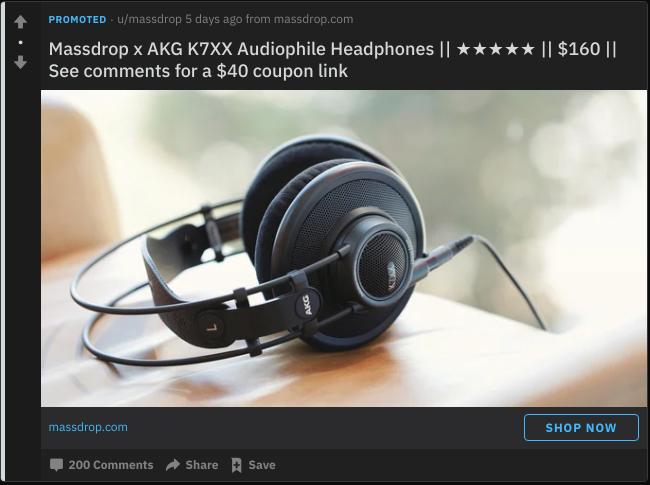 PROMOTED · u/massdrop 5 days ago from massdrop.com
Massdrop x AKG K7XX Audiophile Headphones || ★★★★★ || $160 ||
See comments for a $40 coupon link
AKG
L
K7XX
massdrop.com
SHOP NOW
200 Comments
Share
Save